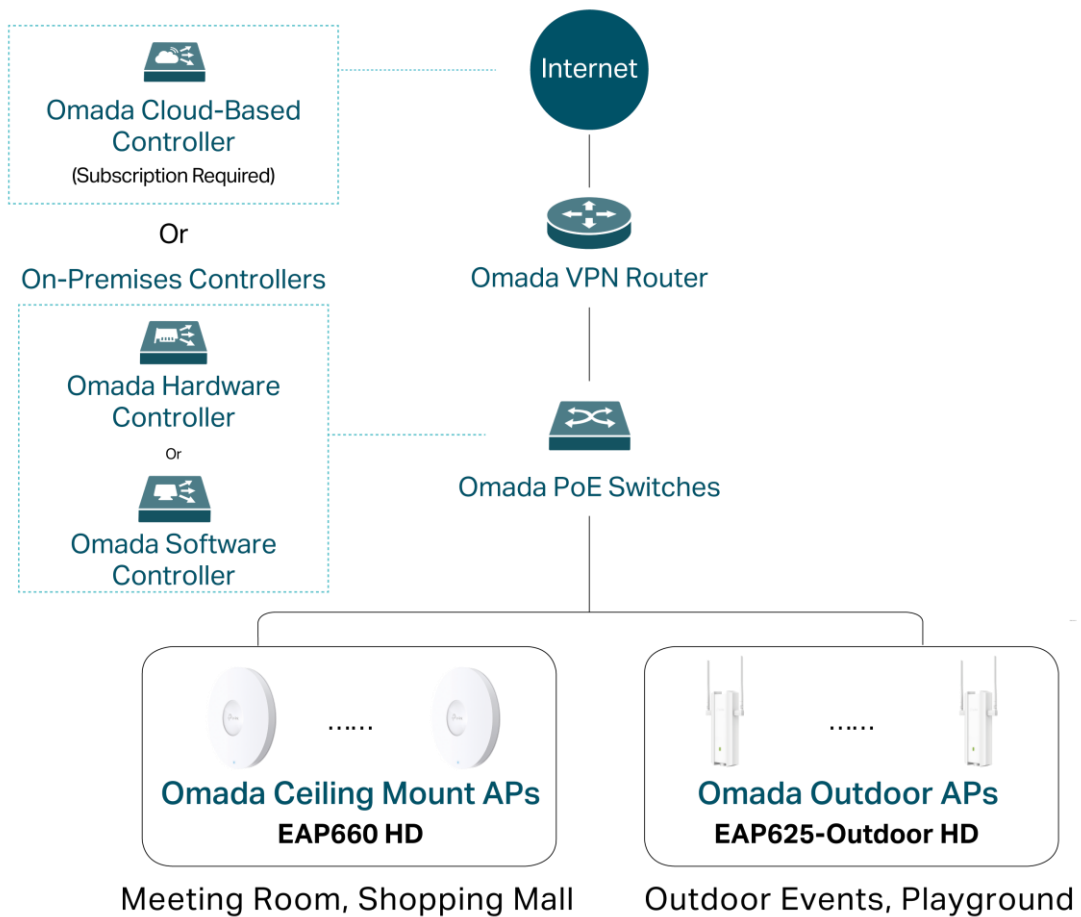 Internet
Omada Cloud-Based
Controller
(Subscription Required)
Or
On-Premises Controllers
Omada VPN Router
Omada Hardware
Controller
Or
Omada Software
Controller
Omada PoE Switches
......
Omada Ceiling Mount APs
EAP660 HD
Meeting Room, Shopping Mall
......
Omada Outdoor APs
EAP625-Outdoor HD
Outdoor Events, Playground